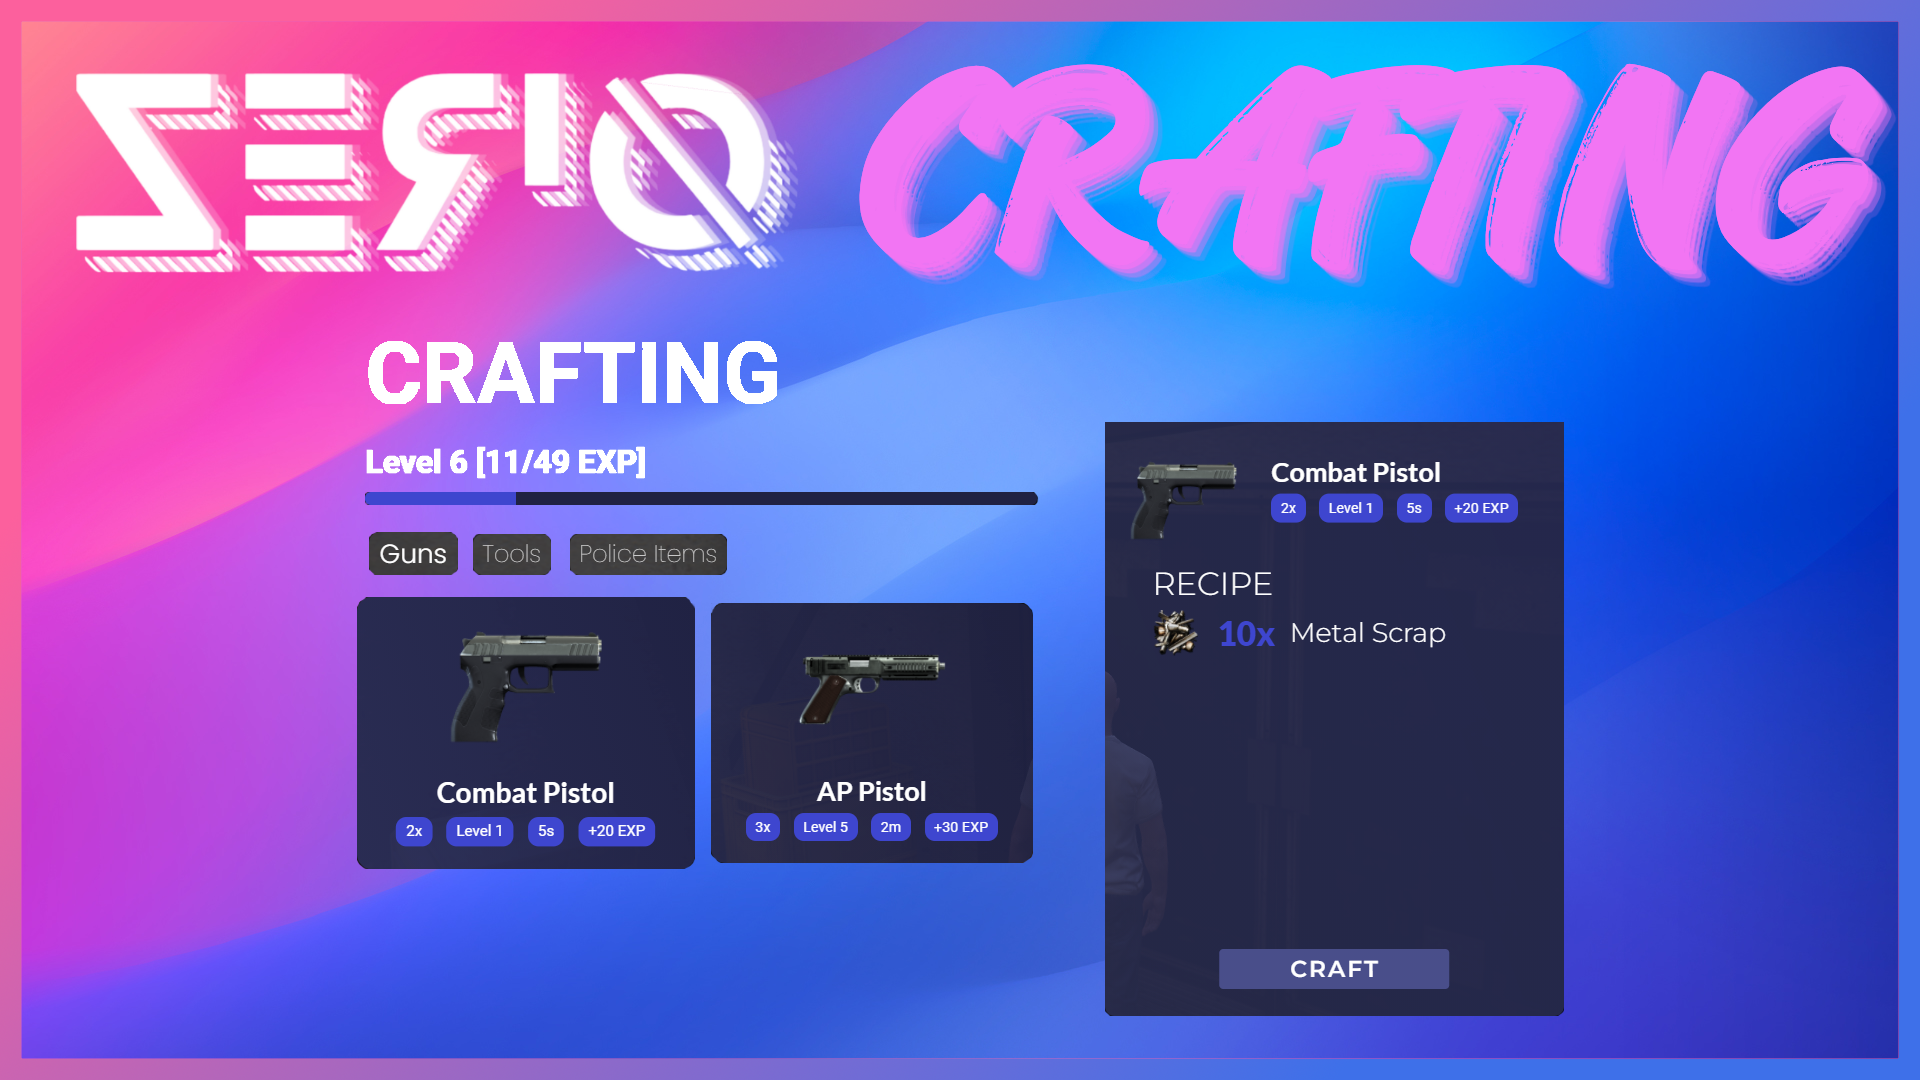 ZERIO CRAFTING
CRAFTING
Level 6 [11/49 EXP]
Guns Tools Police Items
Combat Pistol
2x Level 1 5s +20 EXP
AP Pistol
3x Level 5 2m +30 EXP
Combat Pistol
2x Level 1 5s +20 EXP
RECIPE
10x Metal Scrap
CRAFT